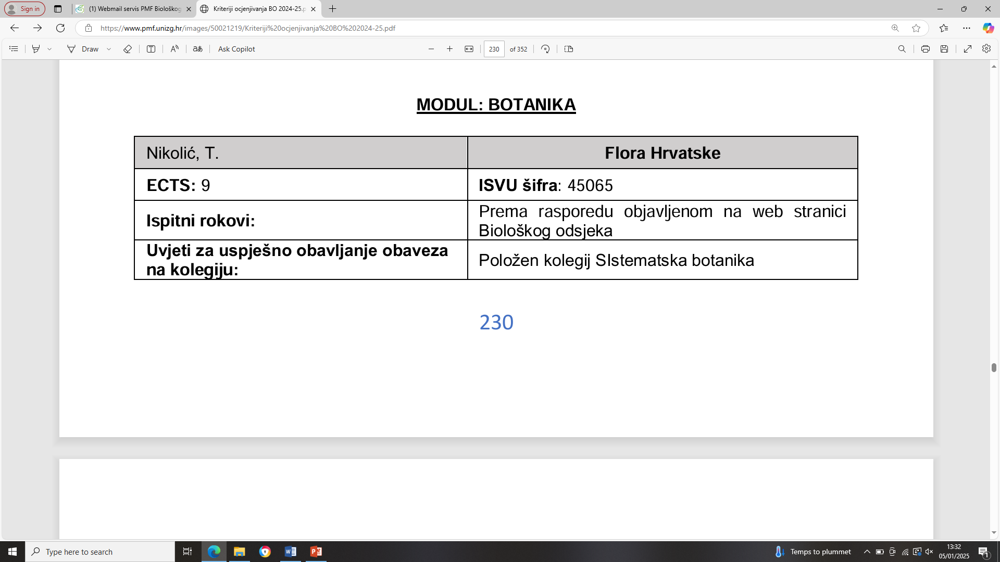 Sign in
(1) Webmail servis PMF Biološkog
Kriteriji ocjenjivanja BO 2024-25.p
https://www.pmf.unizg.hr/images/50021219/Kriteriji%20ocjenjivanja%20BO%202024-25.pdf
Draw
Ask Copilot
230
of 352
MODUL: BOTANIKA
Nikolić, T.
Flora Hrvatske
ECTS: 9
ISVU šifra: 45065
Ispitni rokovi:
Prema rasporedu objavljenom na web stranici
Biološkog odsjeka
Uvjeti za uspješno obavljanje obaveza
na kolegiju:
Položen kolegij SIstematska botanika
230
Type here to search
Temps to plummet
13:32
05/01/2025
1